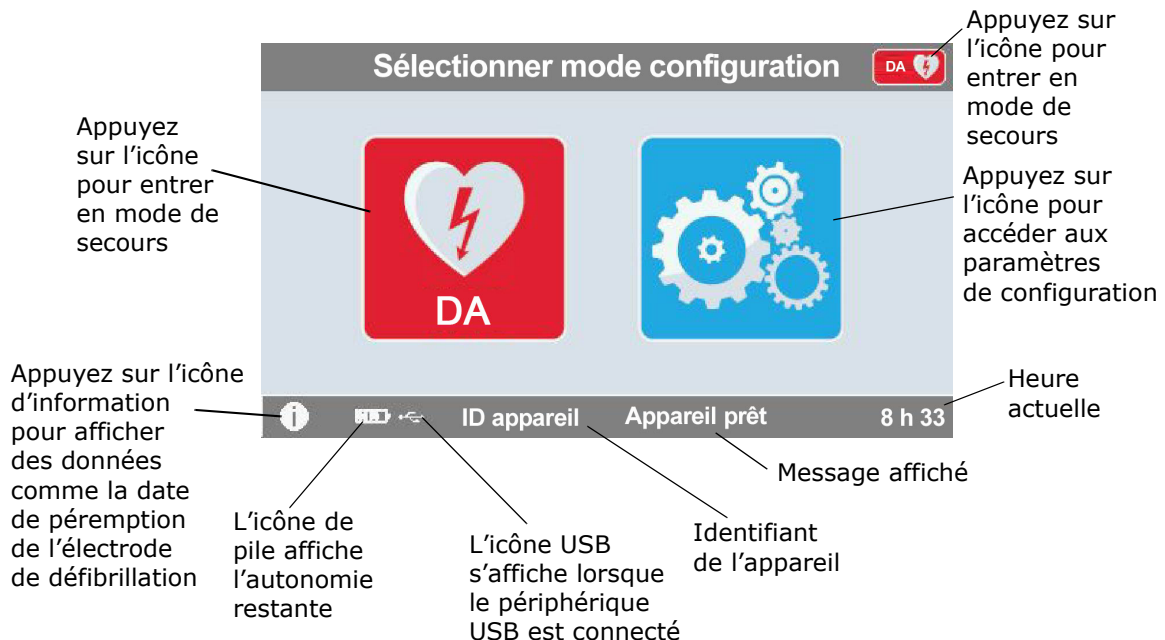 Appuyez sur
l’icône pour
entrer en
mode de
secours
Sélectionner mode configuration
DA
Appuyez
sur l’icône
pour entrer
en mode de
secours
DA
Appuyez sur
l’icône pour
accéder aux
paramètres
de configuration
Appuyez sur l’icône
d’information
pour afficher
des données
comme la date
de péremption
de l’électrode
de défibrillation
Heure
actuelle
ID appareil
Appareil prêt
8 h 33
Message affiché
L’icône de
pile affiche
l’autonomie
restante
L’icône USB
s’affiche lorsque
le périphérique
USB est connecté
Identifiant
de l’appareil